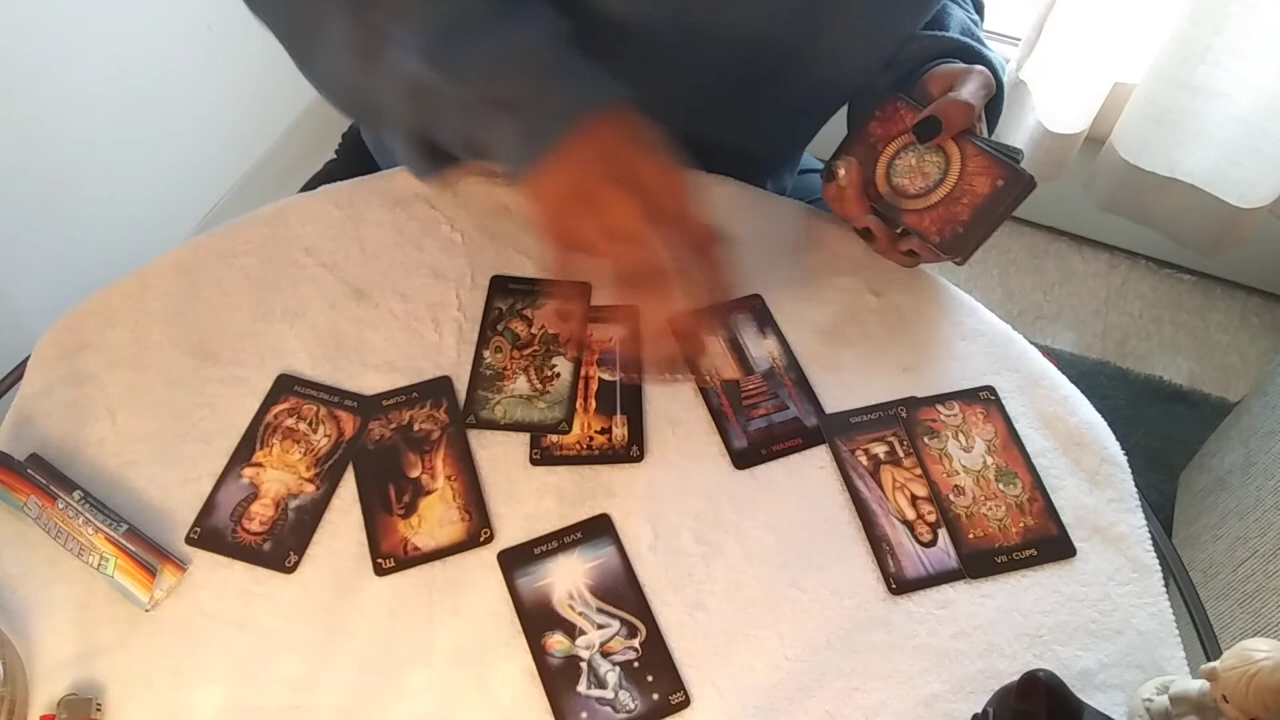 VIII · STRENGTH
V · CUPS
II · WANDS
VI · LOVERS
VII · CUPS
XVII · STAR
ELEMENTS